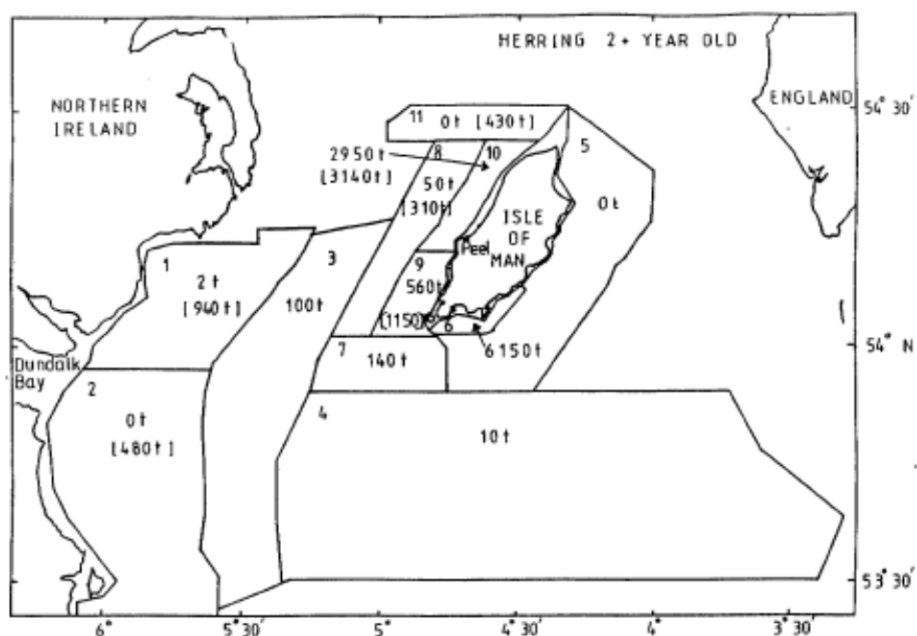 HERRING 2+ YEAR OLD
NORTHERN
IRELAND
ENGLAND
54° 30'
11
0t [430t]
2950t
[3140t]
8
10
5
50t
[310t]
0t
ISLE
OF
MAN
Peel
1
2t
[940t]
3
100t
9
560t
[1150]
6
6150t
7
140t
54° N
Dundalk
Bay
2
0t
[480t]
4
10t
53° 30
6°
5° 30
5°
4° 30
4°
3° 30